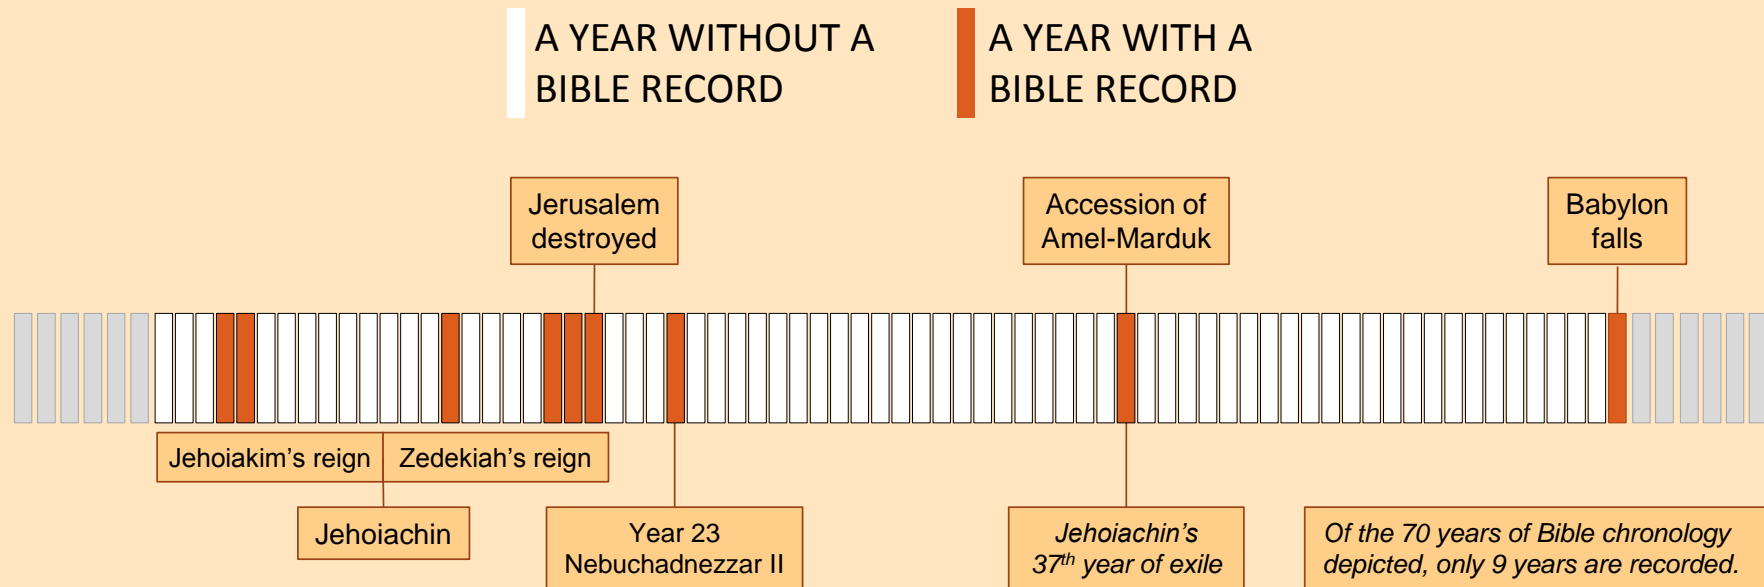 A YEAR WITHOUT A
BIBLE RECORD
A YEAR WITH A
BIBLE RECORD
Jerusalem
destroyed
Accession of
Amel-Marduk
Babylon
falls
Jehoiakim’s reign
Zedekiah’s reign
Jehoiachin
Year 23
Nebuchadnezzar II
Jehoiachin’s
37th year of exile
Of the 70 years of Bible chronology
depicted, only 9 years are recorded.